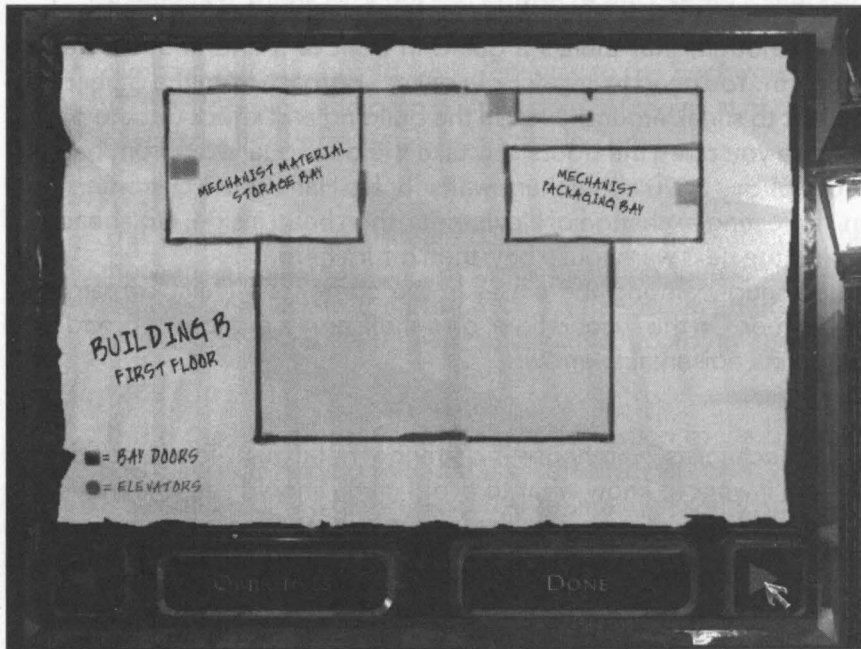 MECHANIST MATERIAL
STORAGE BAY
MECHANIST
PACKAGING BAY
BUILDING B
FIRST FLOOR
= BAY DOORS
= ELEVATORS
DONE